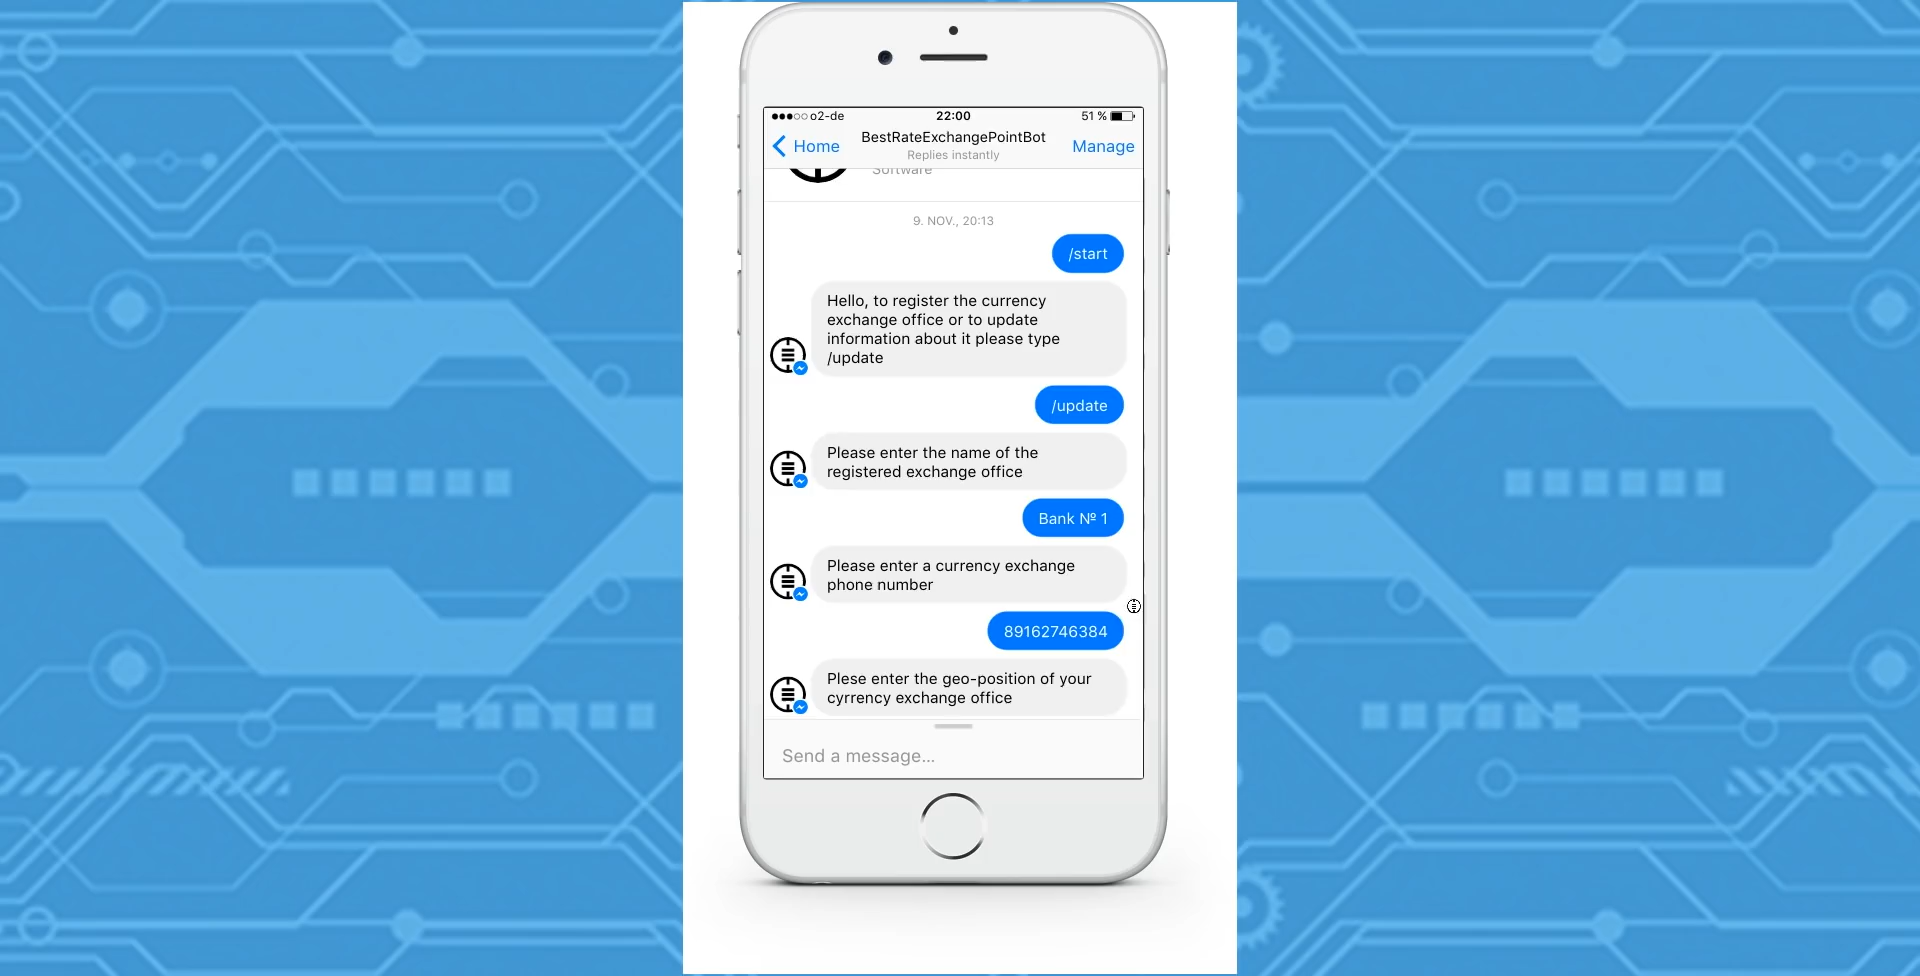 o2-de 22:00 51 %
Home BestRateExchangePointBot Manage
Replies instantly
Software
9. NOV., 20:13
/start
Hello, to register the currency
exchange office or to update
information about it please type
/update
/update
Please enter the name of the
registered exchange office
Bank № 1
Please enter a currency exchange
phone number
89162746384
Plese enter the geo-position of your
cyrrency exchange office
Send a message...